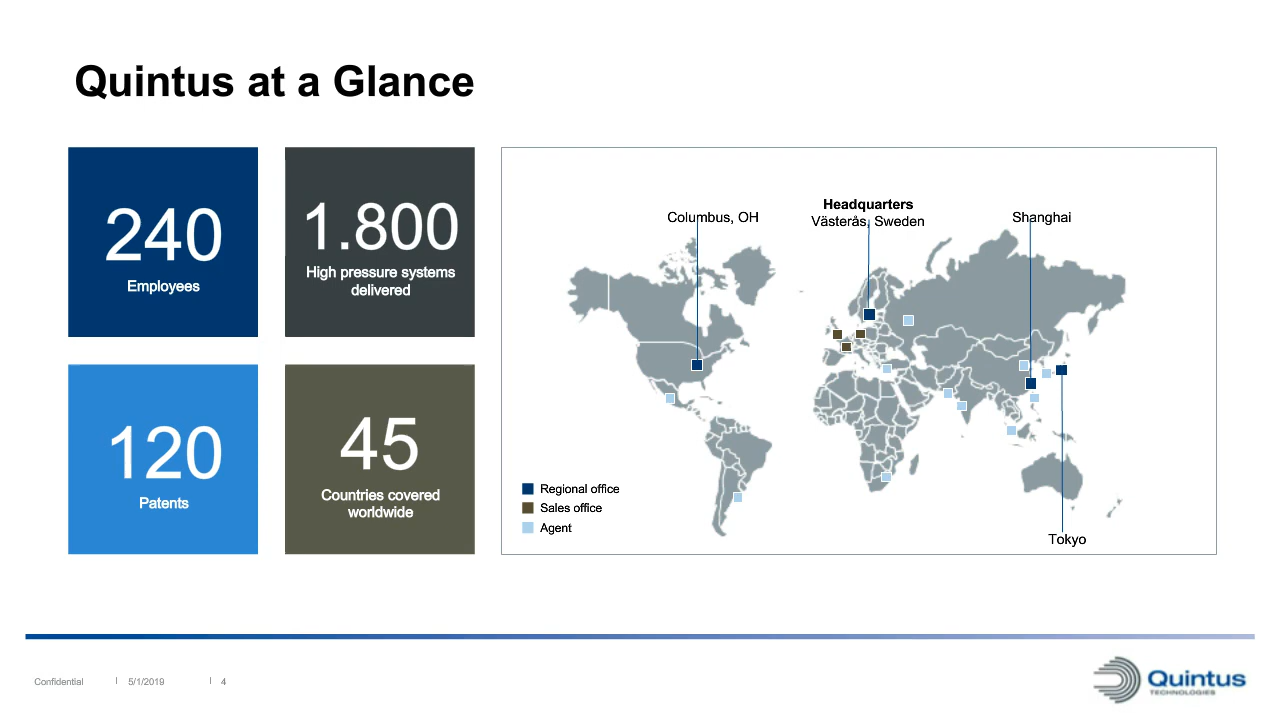 Quintus at a Glance
240
Employees
1.800
High pressure systems
delivered
120
Patents
45
Countries covered
worldwide
Columbus, OH
Headquarters
Västerås, Sweden
Shanghai
Regional office
Sales office
Agent
Tokyo
Confidential
5/1/2019
4
Quintus
TECHNOLOGIES